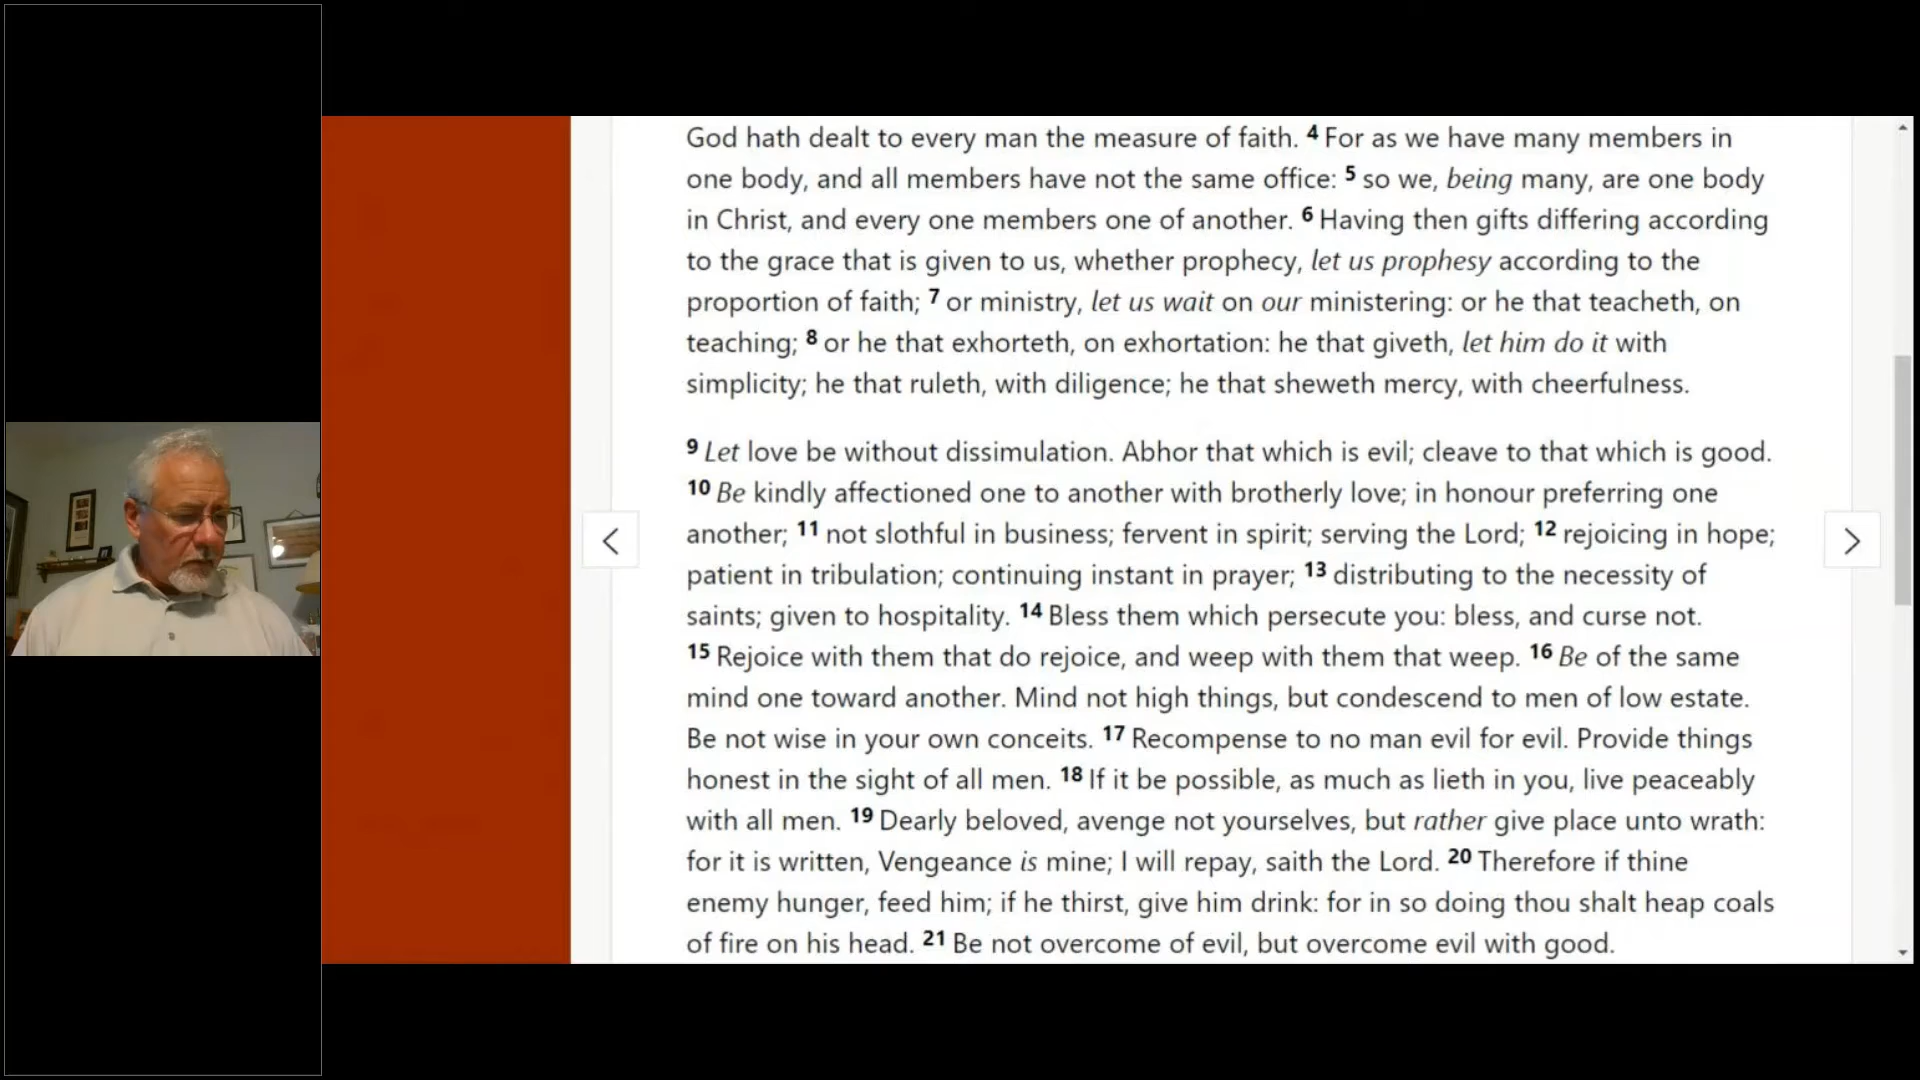 God hath dealt to every man the measure of faith. 4 For as we have many members in
one body, and all members have not the same office: 5 so we, being many, are one body
in Christ, and every one members one of another. 6 Having then gifts differing according
to the grace that is given to us, whether prophecy, let us prophesy according to the
proportion of faith; 7 or ministry, let us wait on our ministering: or he that teacheth, on
teaching; 8 or he that exhorteth, on exhortation: he that giveth, let him do it with
simplicity; he that ruleth, with diligence; he that sheweth mercy, with cheerfulness.
9 Let love be without dissimulation. Abhor that which is evil; cleave to that which is good.
10 Be kindly affectioned one to another with brotherly love; in honour preferring one
another; 11 not slothful in business; fervent in spirit; serving the Lord; 12 rejoicing in hope;
patient in tribulation; continuing instant in prayer; 13 distributing to the necessity of
saints; given to hospitality. 14 Bless them which persecute you: bless, and curse not.
15 Rejoice with them that do rejoice, and weep with them that weep. 16 Be of the same
mind one toward another. Mind not high things, but condescend to men of low estate.
Be not wise in your own conceits. 17 Recompense to no man evil for evil. Provide things
honest in the sight of all men. 18 If it be possible, as much as lieth in you, live peaceably
with all men. 19 Dearly beloved, avenge not yourselves, but rather give place unto wrath:
for it is written, Vengeance is mine; I will repay, saith the Lord. 20 Therefore if thine
enemy hunger, feed him; if he thirst, give him drink: for in so doing thou shalt heap coals
of fire on his head. 21 Be not overcome of evil, but overcome evil with good.